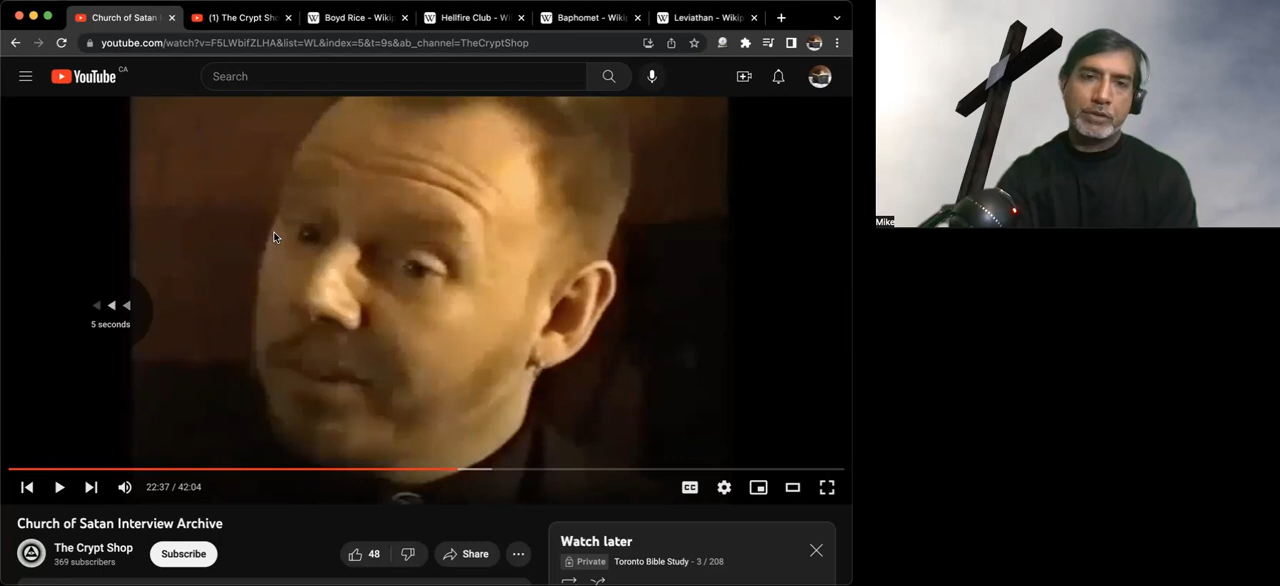 Church of Satan
(1) The Crypt Sh
Boyd Rice - Wiki
Hellfire Club - Wi
Baphomet - Wiki
Leviathan - Wikip
youtube.com/watch?v=F5LWbifZLHA&list=WL&index=5&t=9s&ab_channel=TheCryptShop
YouTube CA
Search
5 seconds
Mike
22:37 / 42:04
CC
Church of Satan Interview Archive
The Crypt Shop
369 subscribers
Subscribe
48
Share
Watch later
Private
Toronto Bible Study - 3 / 208